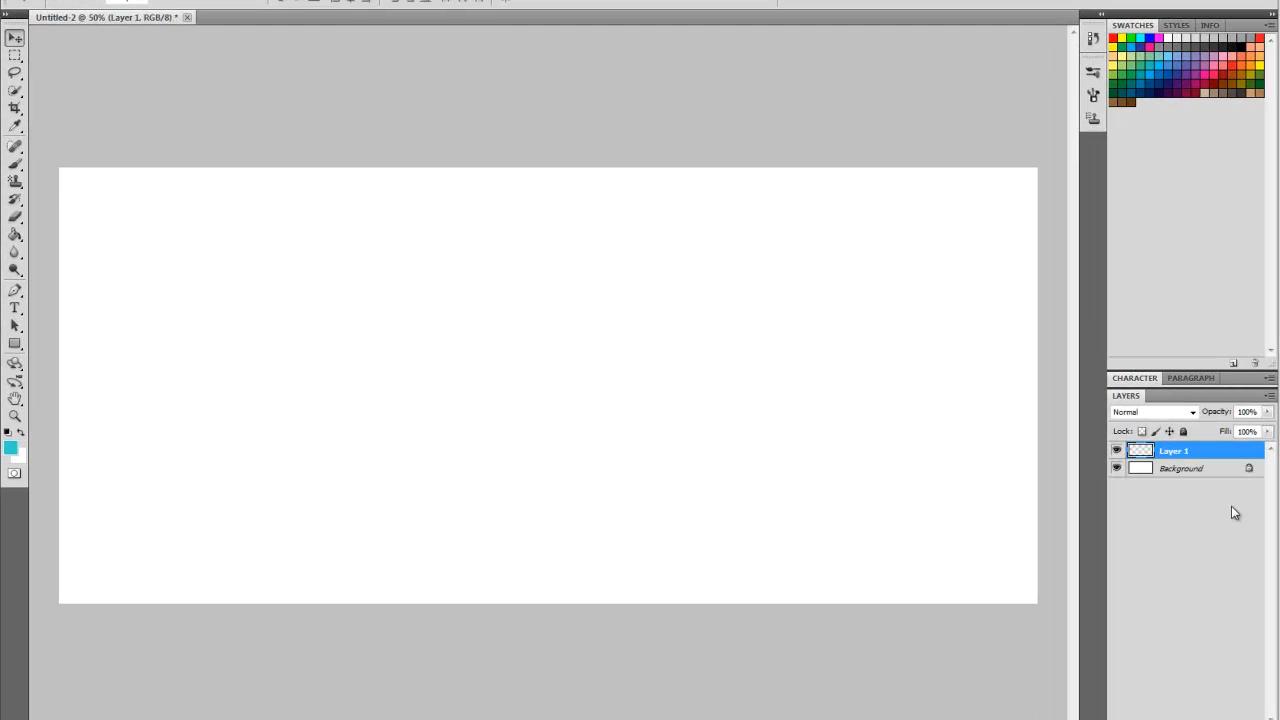 Untitled-2 @ 50% (Layer 1, RGB/8) *
SWATCHES STYLES INFO
CHARACTER PARAGRAPH
LAYERS
Normal Opacity: 100%
Lock: Fill: 100%
Layer 1
Background